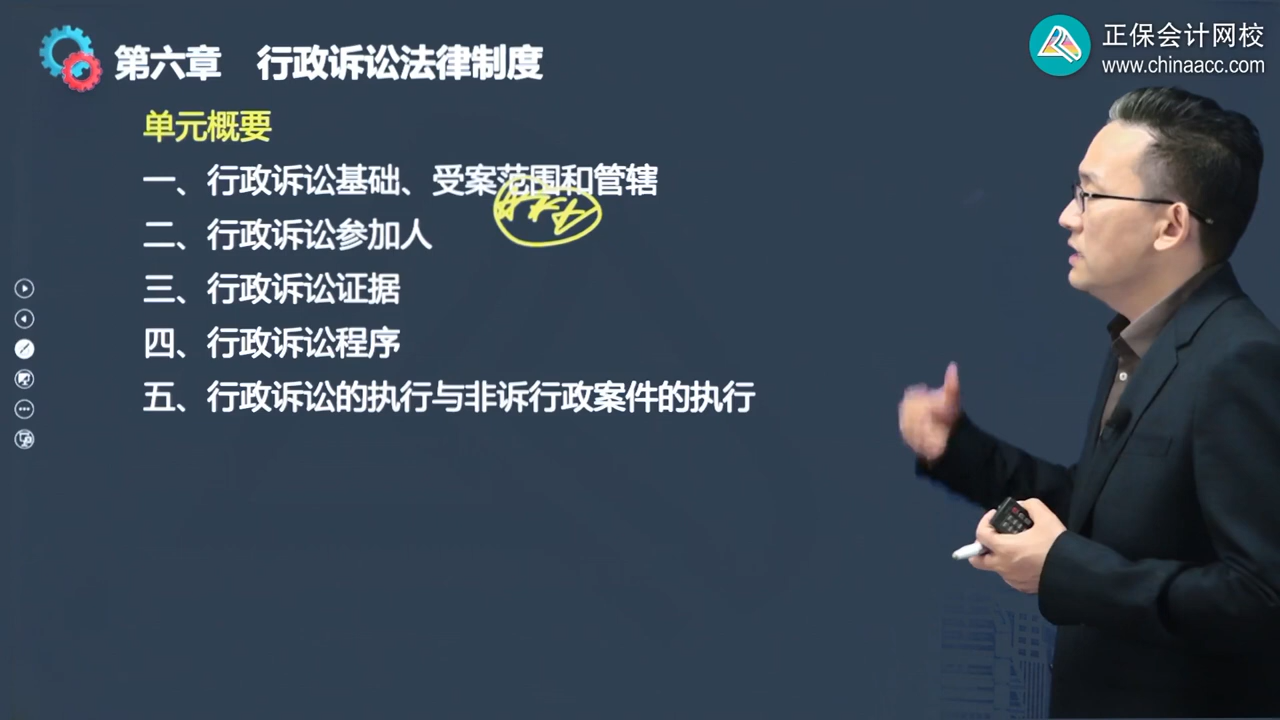 第六章 行政诉讼法律制度
正保会计网校
www.chinaacc.com
单元概要
一、行政诉讼基础、受案范围和管辖
二、行政诉讼参加人
三、行政诉讼证据
四、行政诉讼程序
五、行政诉讼的执行与非诉行政案件的执行